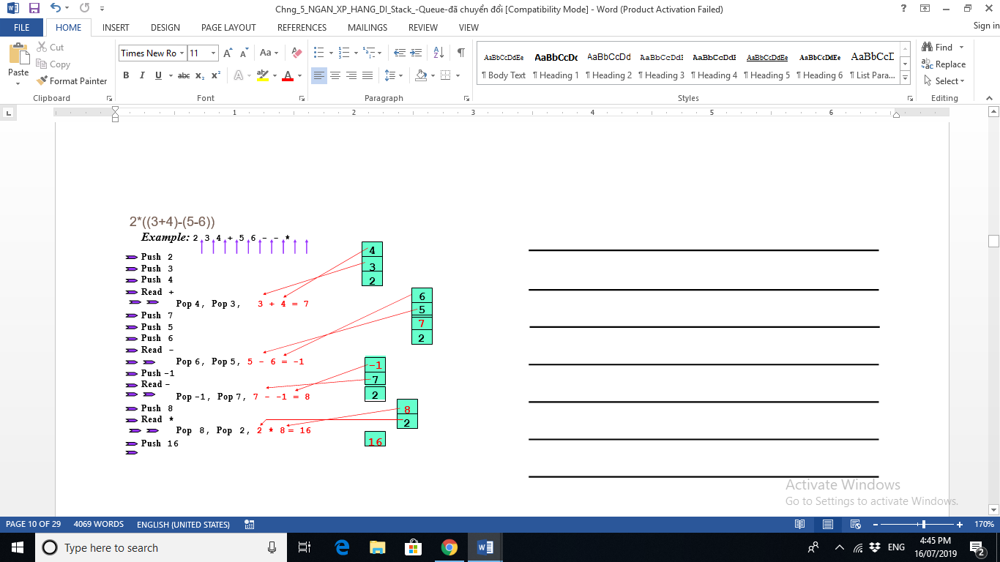 Chng_5_NGAN_XP_HANG_DI_Stack_-Queue-đã chuyển đổi [Compatibility Mode] - Word (Product Activation Failed)
FILE HOME INSERT DESIGN PAGE LAYOUT REFERENCES MAILINGS REVIEW VIEW Sign in
Paste
Cut
Copy
Format Painter
Clipboard
Times New Ro 11
Font
Paragraph
AaBbCcDdEe AaBbCcDc AaBbCcDd AaBbCcDdE AaBbCcDdE AaBbCcDdEe AaBbCcDdEe AaBbCcD
¶ Body Text ¶ Heading 1 ¶ Heading 2 ¶ Heading 3 ¶ Heading 4 ¶ Heading 5 ¶ Heading 6 ¶ List Para...
Styles
Find
Replace
Select
Editing
1 2 3 4 5 6
2*((3+4)-(5-6))
Example: 2 3 4 + 5 6 - - *
Push 2
Push 3
Push 4
Read +
Pop 4, Pop 3, 3 + 4 = 7
Push 7
Push 5
Push 6
Read -
Pop 6, Pop 5, 5 - 6 = -1
Push -1
Read -
Pop -1, Pop 7, 7 - -1 = 8
Push 8
Read *
Pop 8, Pop 2, 2 * 8 = 16
Push 16
4
3
2
6
5
7
2
-1
7
2
8
2
16
Activate Windows
Go to Settings to activate Windows.
PAGE 10 OF 29 4069 WORDS ENGLISH (UNITED STATES) 170%
Type here to search
ENG
4:45 PM
16/07/2019
2